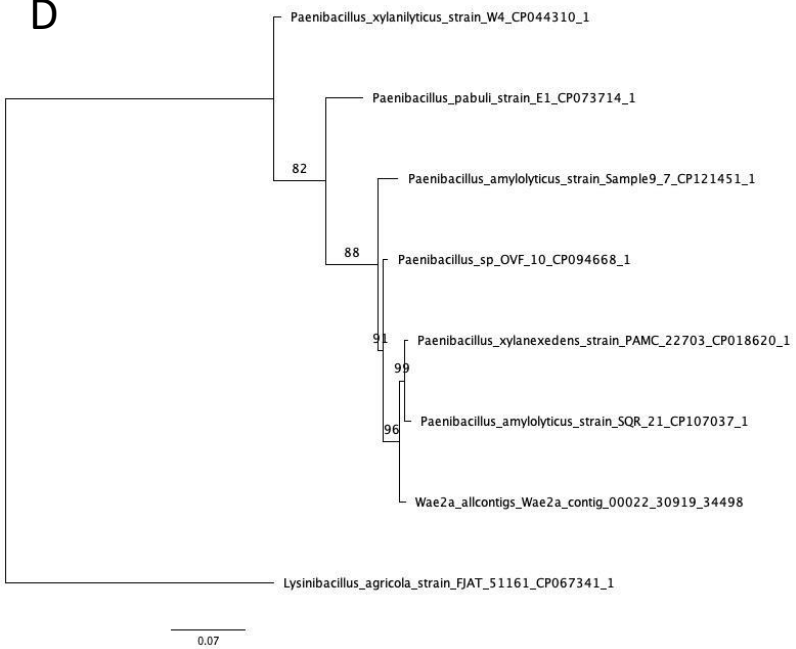 D
Paenibacillus_xylanilyticus_strain_W4_CP044310_1
Paenibacillus_pabuli_strain_E1_CP073714_1
82
Paenibacillus_amylolyticus_strain_Sample9_7_CP121451_1
88
Paenibacillus_sp_OVF_10_CP094668_1
91
Paenibacillus_xylanexedens_strain_PAMC_22703_CP018620_1
99
Paenibacillus_amylolyticus_strain_SQR_21_CP107037_1
96
Wae2a_allcontigs_Wae2a_contig_00022_30919_34498
Lysinibacillus_agricola_strain_FJAT_51161_CP067341_1
0.07